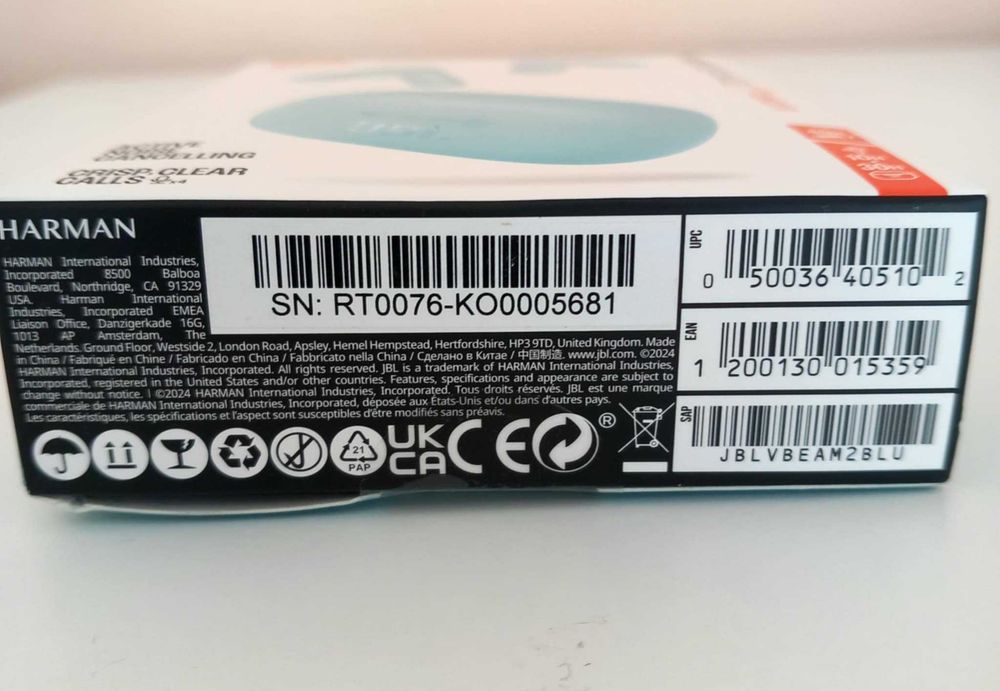 ACTIVE
NOISE
CANCELLING
CRISP, CLEAR
CALLS x4
HARMAN
HARMAN International Industries,
Incorporated 8500 Balboa
Boulevard, Northridge, CA 91329
USA. Harman International
Industries, Incorporated EMEA
Liaison Office, Danzigerkade 16G,
1013 AP Amsterdam, The
Netherlands. Ground Floor, Westside 2, London Road, Apsley, Hemel Hempstead, Hertfordshire, HP3 9TD, United Kingdom. Made
in China / Fabriqué en Chine / Fabricado en China / Fabbricato nella China / Сделано в Китае / 中国制造. www.jbl.com. ©2024
HARMAN International Industries, Incorporated. All rights reserved. JBL is a trademark of HARMAN International Industries,
Incorporated, registered in the United States and/or other countries. Features, specifications and appearance are subject to
change without notice. | ©2024 HARMAN International Industries, Incorporated. Tous droits réservés. JBL est une marque
commerciale de HARMAN International Industries, Incorporated, déposée aux États-Unis et/ou dans d'autres pays.
Les caractéristiques, les spécifications et l'aspect sont susceptibles d'être modifiés sans préavis.
SN: RT0076-KO0005681
UPC
0 50036 40510 2
EAN
1 200130 015359
SAP
JBLVBEAM2BLU
21
PAP
UK
CA
CE
®